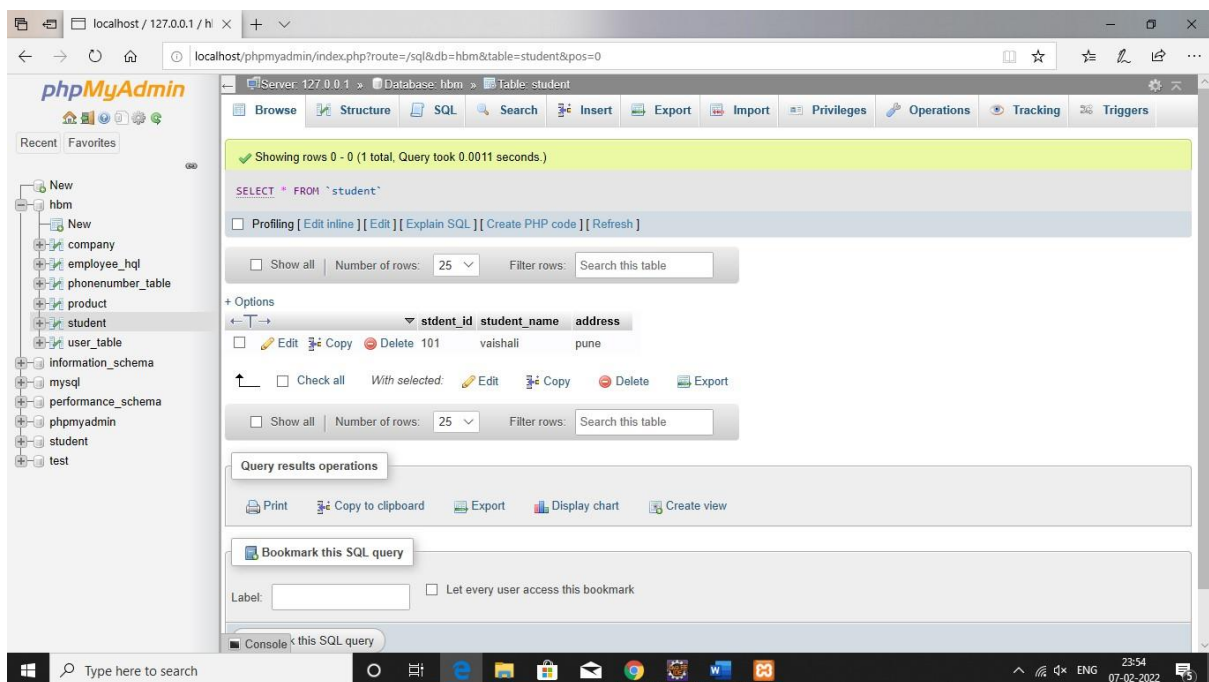 localhost / 127.0.0.1 / hl
localhost/phpmyadmin/index.php?route=/sql&db=hbm&table=student&pos=0
phpMyAdmin
Recent Favorites
New
hbm
New
company
employee_hql
phonenumber_table
product
student
user_table
information_schema
mysql
performance_schema
phpmyadmin
student
test
Server: 127.0.0.1 » Database: hbm » Table: student
Browse Structure SQL Search Insert Export Import Privileges Operations Tracking Triggers
Showing rows 0 - 0 (1 total, Query took 0.0011 seconds.)
SELECT * FROM `student`
Profiling [ Edit inline ] [ Edit ] [ Explain SQL ] [ Create PHP code ] [ Refresh ]
Show all | Number of rows: 25 Filter rows: Search this table
+ Options
←T→ stdent_id student_name address
Edit Copy Delete 101 vaishali pune
Check all With selected: Edit Copy Delete Export
Show all | Number of rows: 25 Filter rows: Search this table
Query results operations
Print Copy to clipboard Export Display chart Create view
Bookmark this SQL query
Label: Let every user access this bookmark
Console k this SQL query
Type here to search
ENG 23:54
07-02-2022